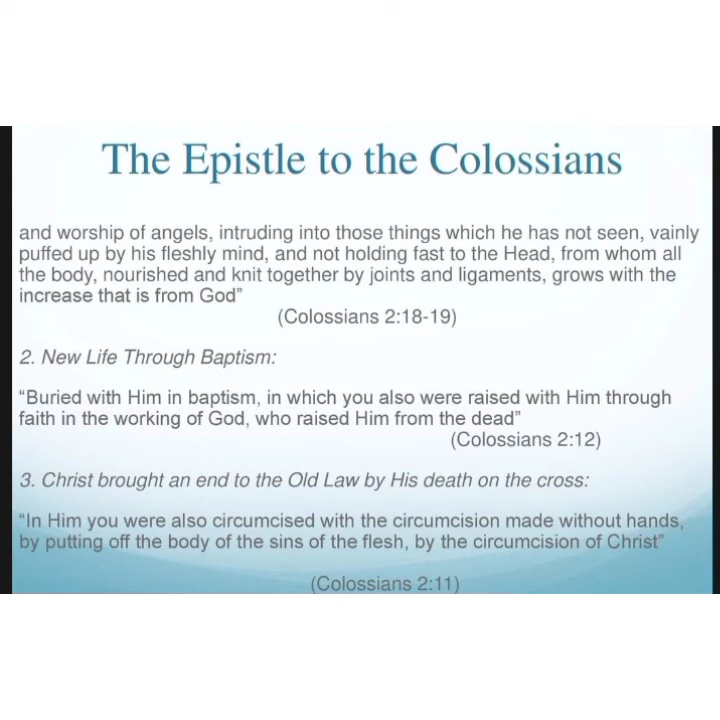 The Epistle to the Colossians
and worship of angels, intruding into those things which he has not seen, vainly
puffed up by his fleshly mind, and not holding fast to the Head, from whom all
the body, nourished and knit together by joints and ligaments, grows with the
increase that is from God”
(Colossians 2:18-19)
2. New Life Through Baptism:
“Buried with Him in baptism, in which you also were raised with Him through
faith in the working of God, who raised Him from the dead”
(Colossians 2:12)
3. Christ brought an end to the Old Law by His death on the cross:
“In Him you were also circumcised with the circumcision made without hands,
by putting off the body of the sins of the flesh, by the circumcision of Christ”
(Colossians 2:11)